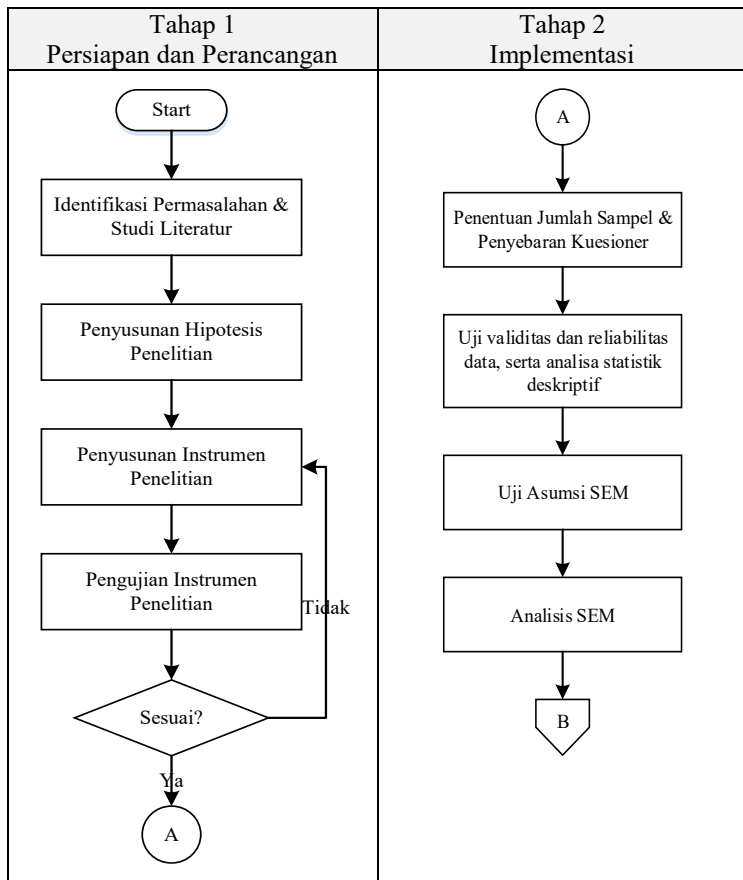 Tahap 1
Persiapan dan Perancangan
Start
Identifikasi Permasalahan &
Studi Literatur
Penyusunan Hipotesis
Penelitian
Penyusunan Instrumen
Penelitian
Pengujian Instrumen
Penelitian
Tidak
Sesuai?
Ya
A
Tahap 2
Implementasi
A
Penentuan Jumlah Sampel &
Penyebaran Kuesioner
Uji validitas dan reliabilitas
data, serta analisa statistik
deskriptif
Uji Asumsi SEM
Analisis SEM
B